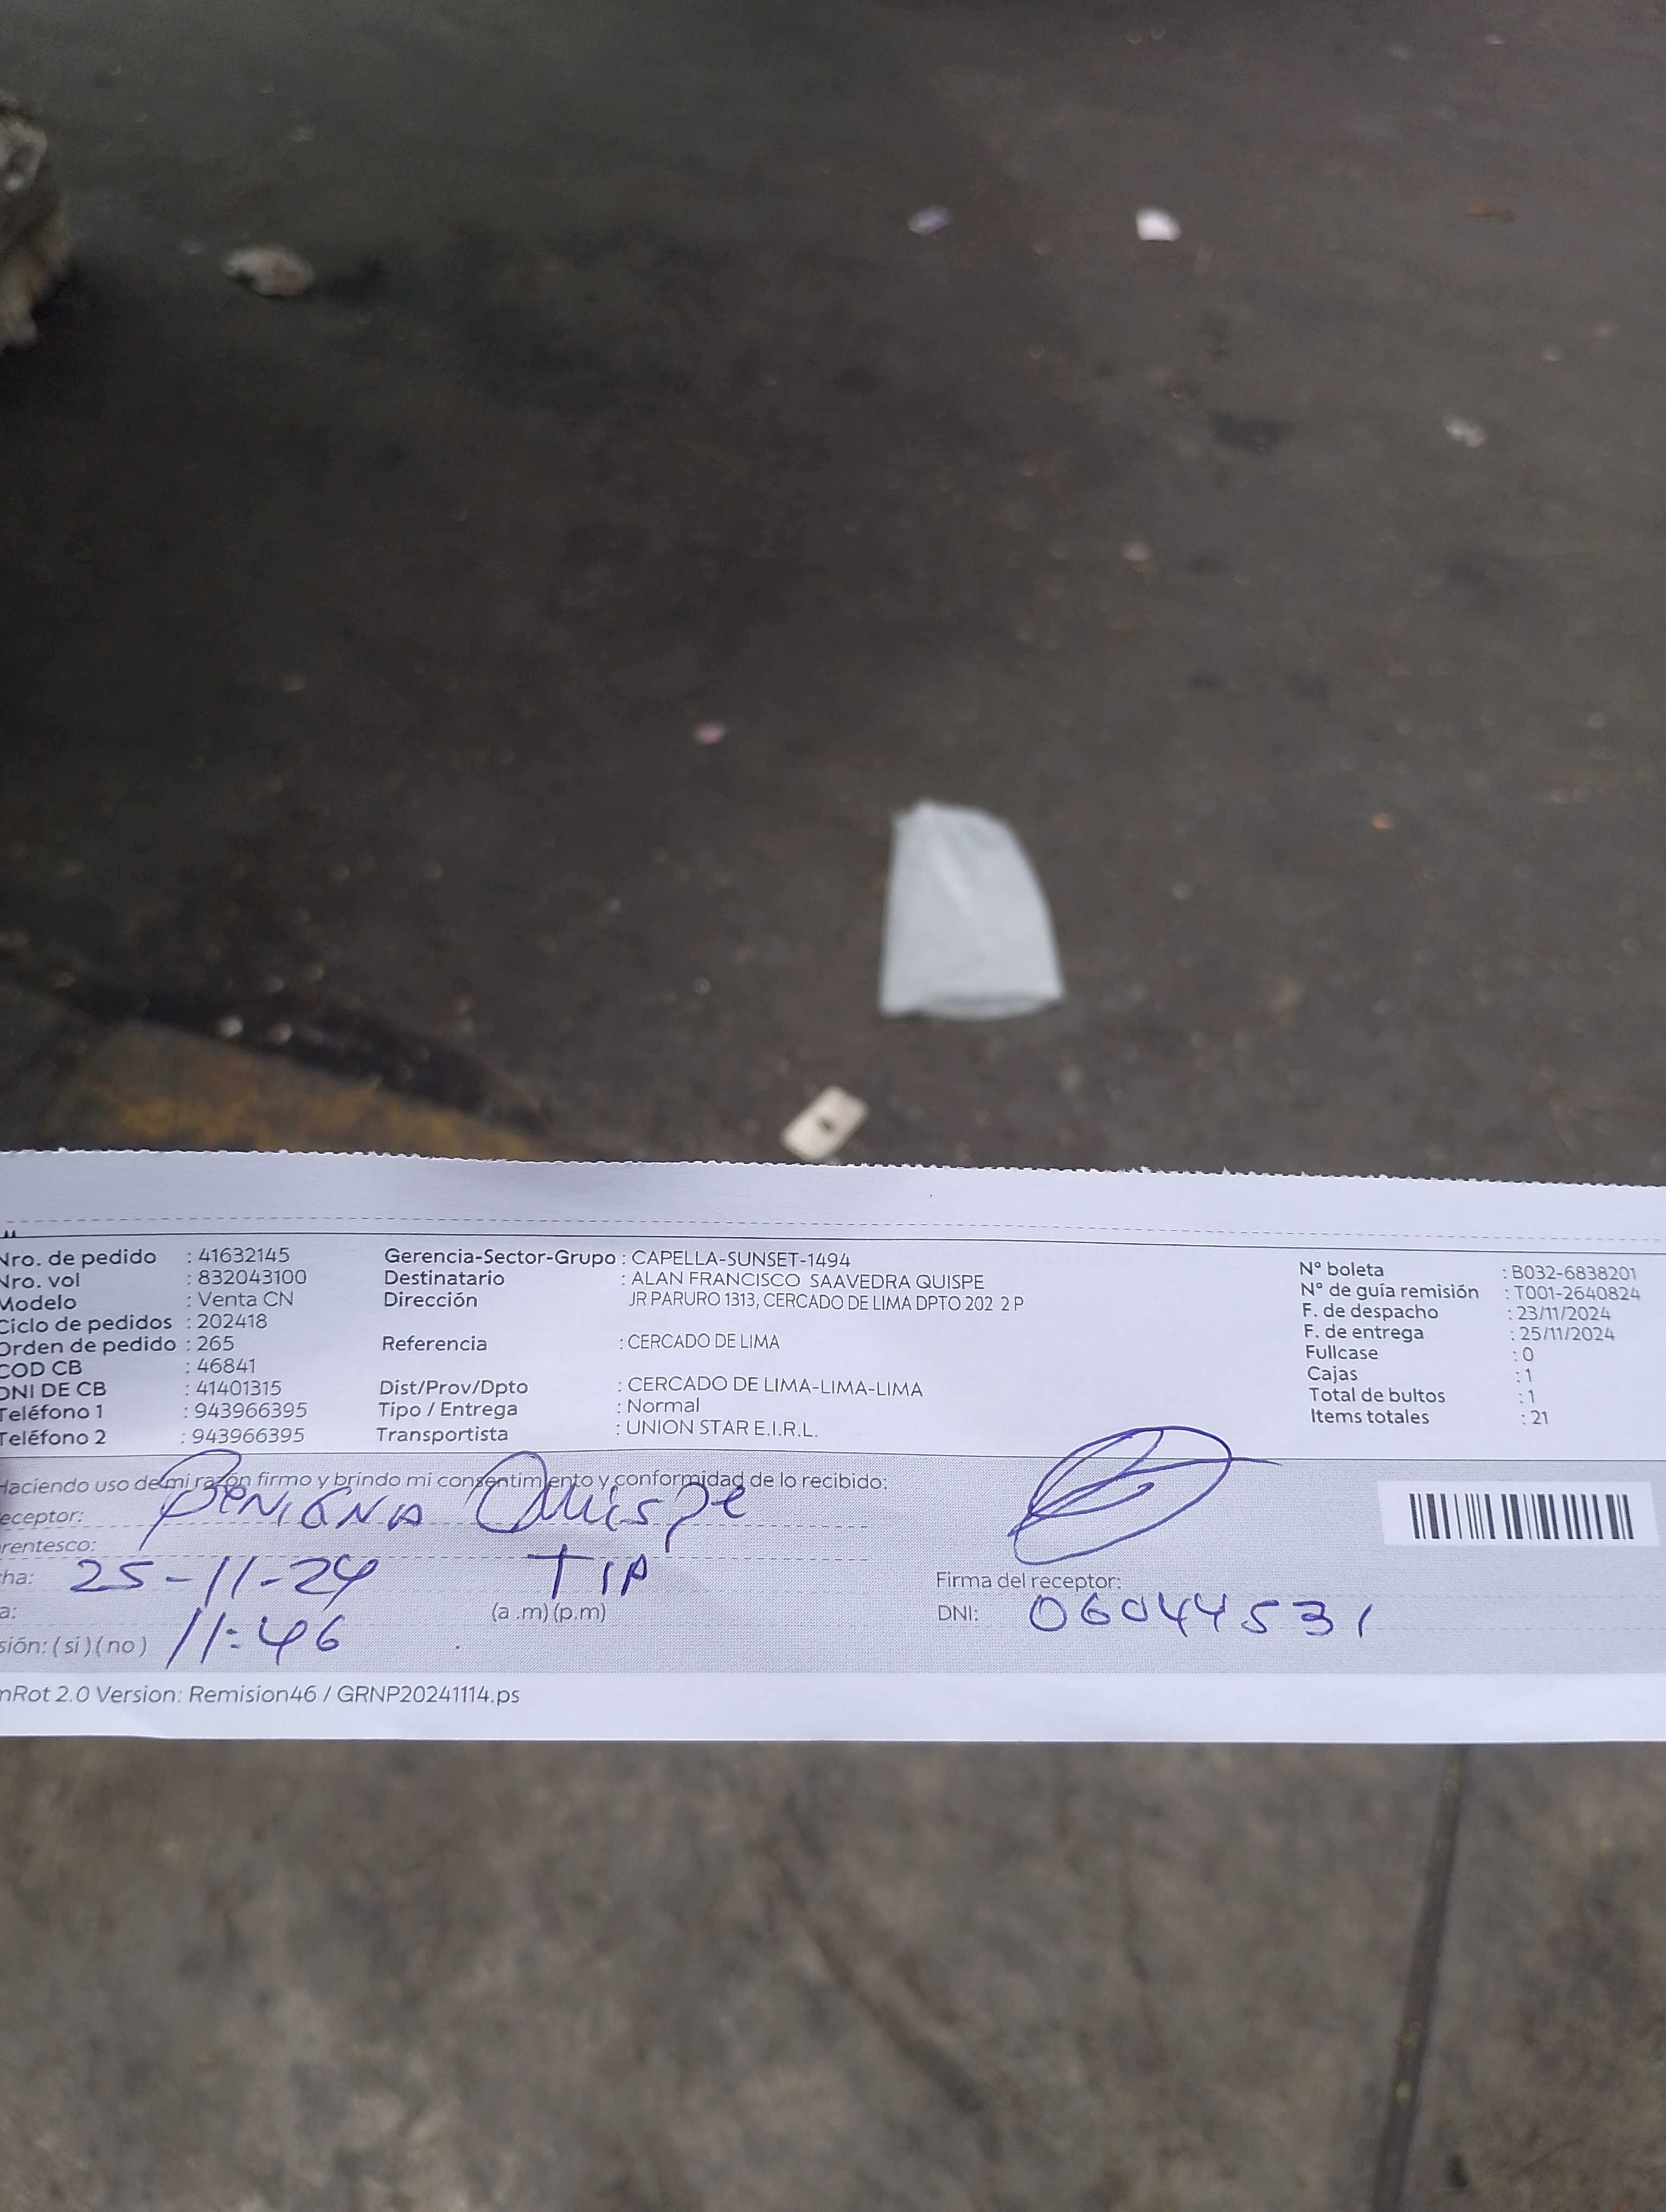 Nro. de pedido : 41632145
Nro. vol : 832043100
Modelo : Venta CN
Ciclo de pedidos : 202418
Orden de pedido : 265
COD CB : 46841
DNI DE CB : 41401315
Teléfono 1 : 943966395
Teléfono 2 : 943966395
Gerencia-Sector-Grupo : CAPELLA-SUNSET-1494
Destinatario : ALAN FRANCISCO SAAVEDRA QUISPE
Dirección JR PARURO 1313, CERCADO DE LIMA DPTO 202 2 P
Referencia : CERCADO DE LIMA
Dist/Prov/Dpto : CERCADO DE LIMA-LIMA-LIMA
Tipo / Entrega : Normal
Transportista : UNION STAR E.I.R.L.
N° boleta : B032-6838201
N° de guía remisión : T001-2640824
F. de despacho : 23/11/2024
F. de entrega : 25/11/2024
Fullcase : 0
Cajas : 1
Total de bultos : 1
Items totales : 21
Haciendo uso de mi razón firmo y brindo mi consentimiento y conformidad de lo recibido:
eceptor: BENIGNA Quispe
rentesco: TIA
ha: 25-11-24
a: 11:46 (a.m) (p.m)
sión: (si) (no)
Firma del receptor:
DNI: 06044531
mRot 2.0 Version: Remision46 / GRNP20241114.ps